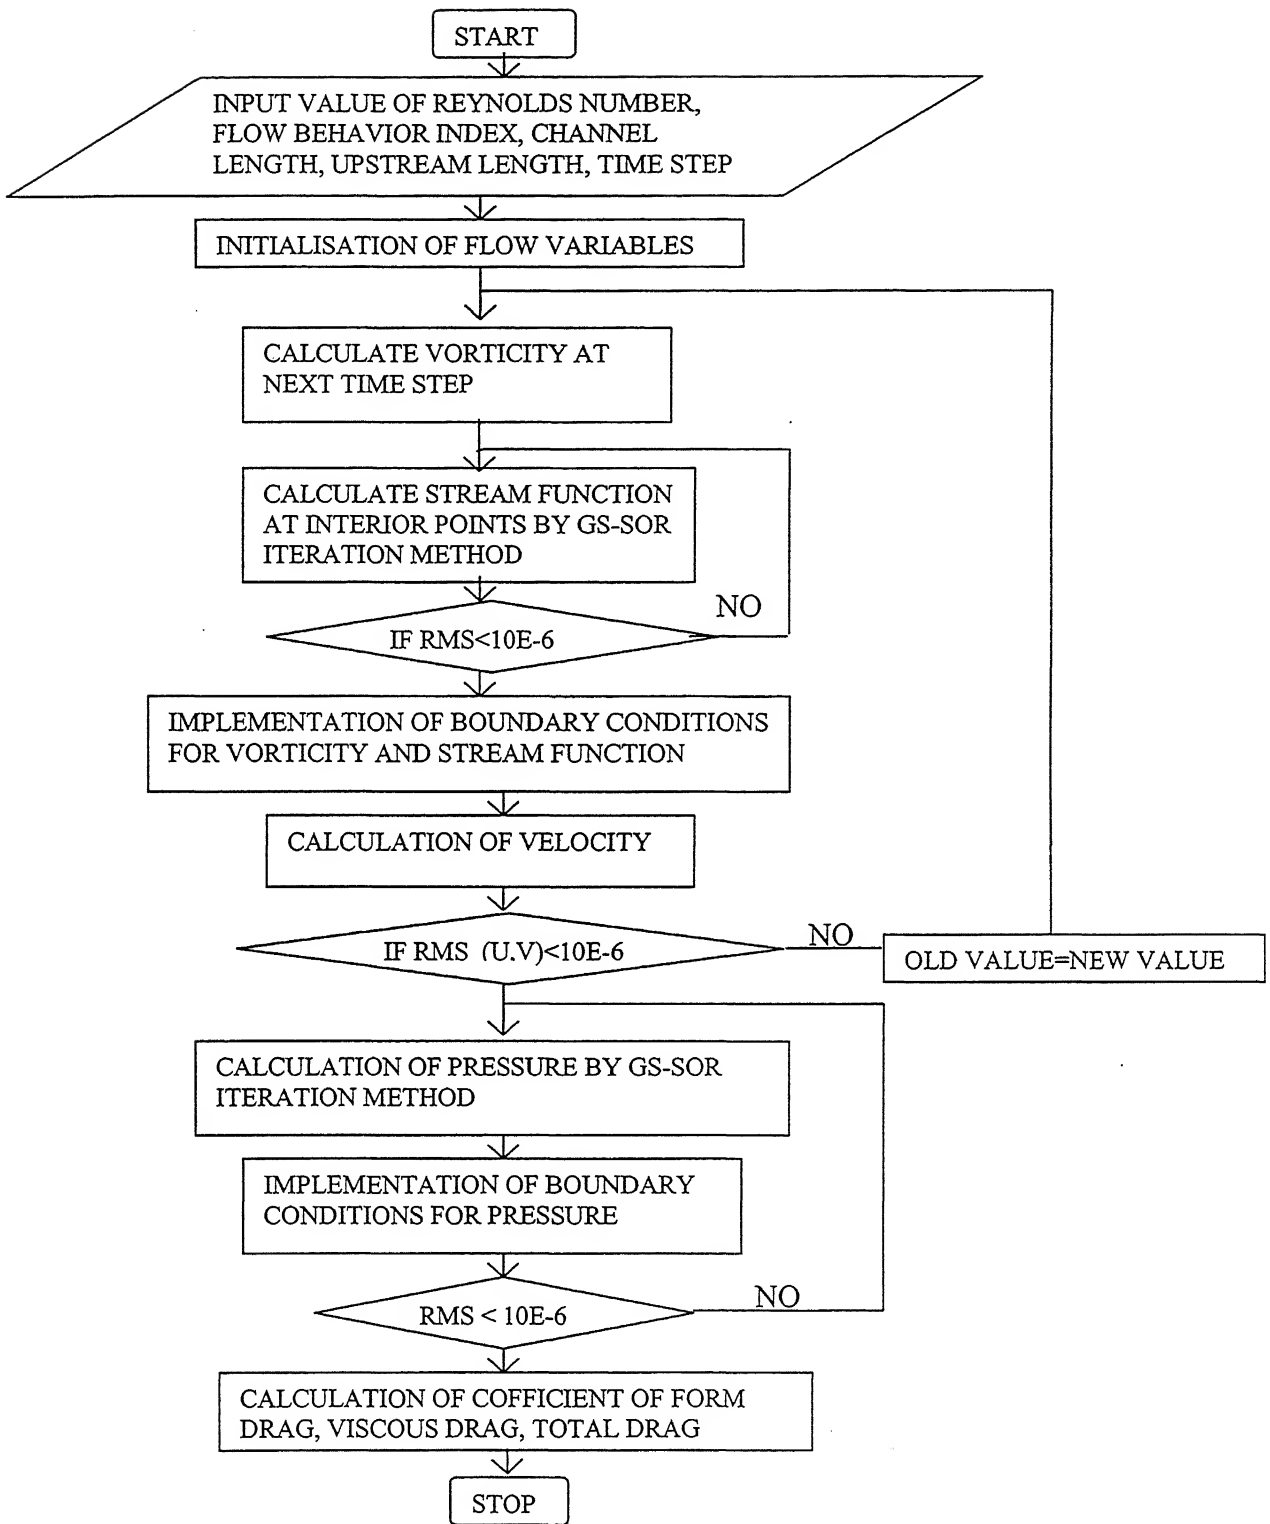 START
INPUT VALUE OF REYNOLDS NUMBER,
FLOW BEHAVIOR INDEX, CHANNEL
LENGTH, UPSTREAM LENGTH, TIME STEP
INITIALISATION OF FLOW VARIABLES
CALCULATE VORTICITY AT
NEXT TIME STEP
CALCULATE STREAM FUNCTION
AT INTERIOR POINTS BY GS-SOR
ITERATION METHOD
NO
IF RMS<10E-6
IMPLEMENTATION OF BOUNDARY CONDITIONS
FOR VORTICITY AND STREAM FUNCTION
CALCULATION OF VELOCITY
IF RMS (U.V)<10E-6
NO
OLD VALUE=NEW VALUE
CALCULATION OF PRESSURE BY GS-SOR
ITERATION METHOD
IMPLEMENTATION OF BOUNDARY
CONDITIONS FOR PRESSURE
RMS < 10E-6
NO
CALCULATION OF COFFICIENT OF FORM
DRAG, VISCOUS DRAG, TOTAL DRAG
STOP